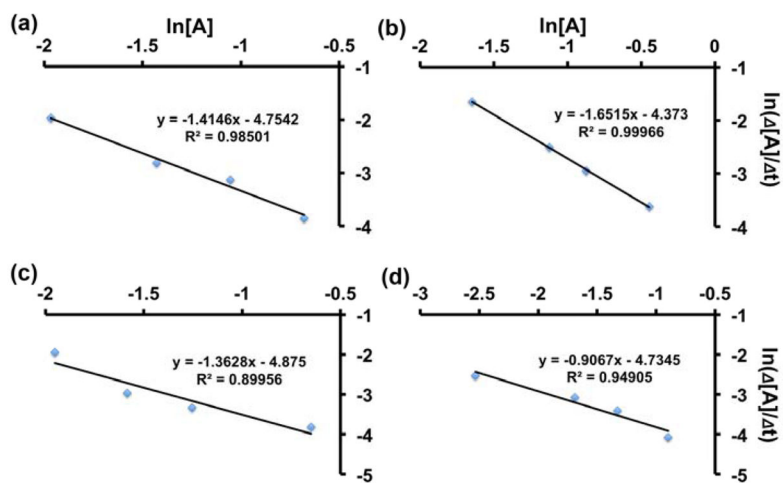 (a)
ln[A]
-2 -1.5 -1 -0.5
-1
-2
-3
-4
y = -1.4146x - 4.7542
R² = 0.98501
(b)
ln[A]
-2 -1.5 -1 -0.5 0
-1
-2
-3
-4
ln(Δ[A]/Δt)
y = -1.6515x - 4.373
R² = 0.99966
(c)
-2 -1.5 -1 -0.5
-1
-2
-3
-4
-5
y = -1.3628x - 4.875
R² = 0.89956
(d)
-3 -2 -1.5 -1 -0.5
-1
-2
-3
-4
-5
ln(Δ[A]/Δt)
y = -0.9067x - 4.7345
R² = 0.94905